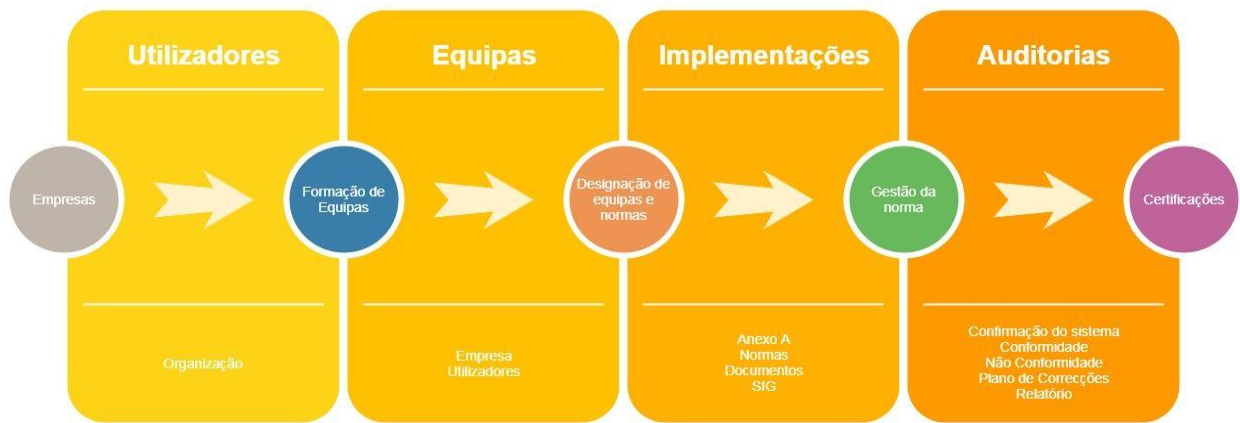 Utilizadores
Equipas
Implementações
Auditorias
Empresas
Formação de
Equipas
Designação de
equipas e
normas
Gestão da
norma
Certificações
Organização
Empresa
Utilizadores
Anexo A
Normas
Documentos
SIG
Confirmação do sistema
Conformidade
Não Conformidade
Plano de Correcções
Relatório